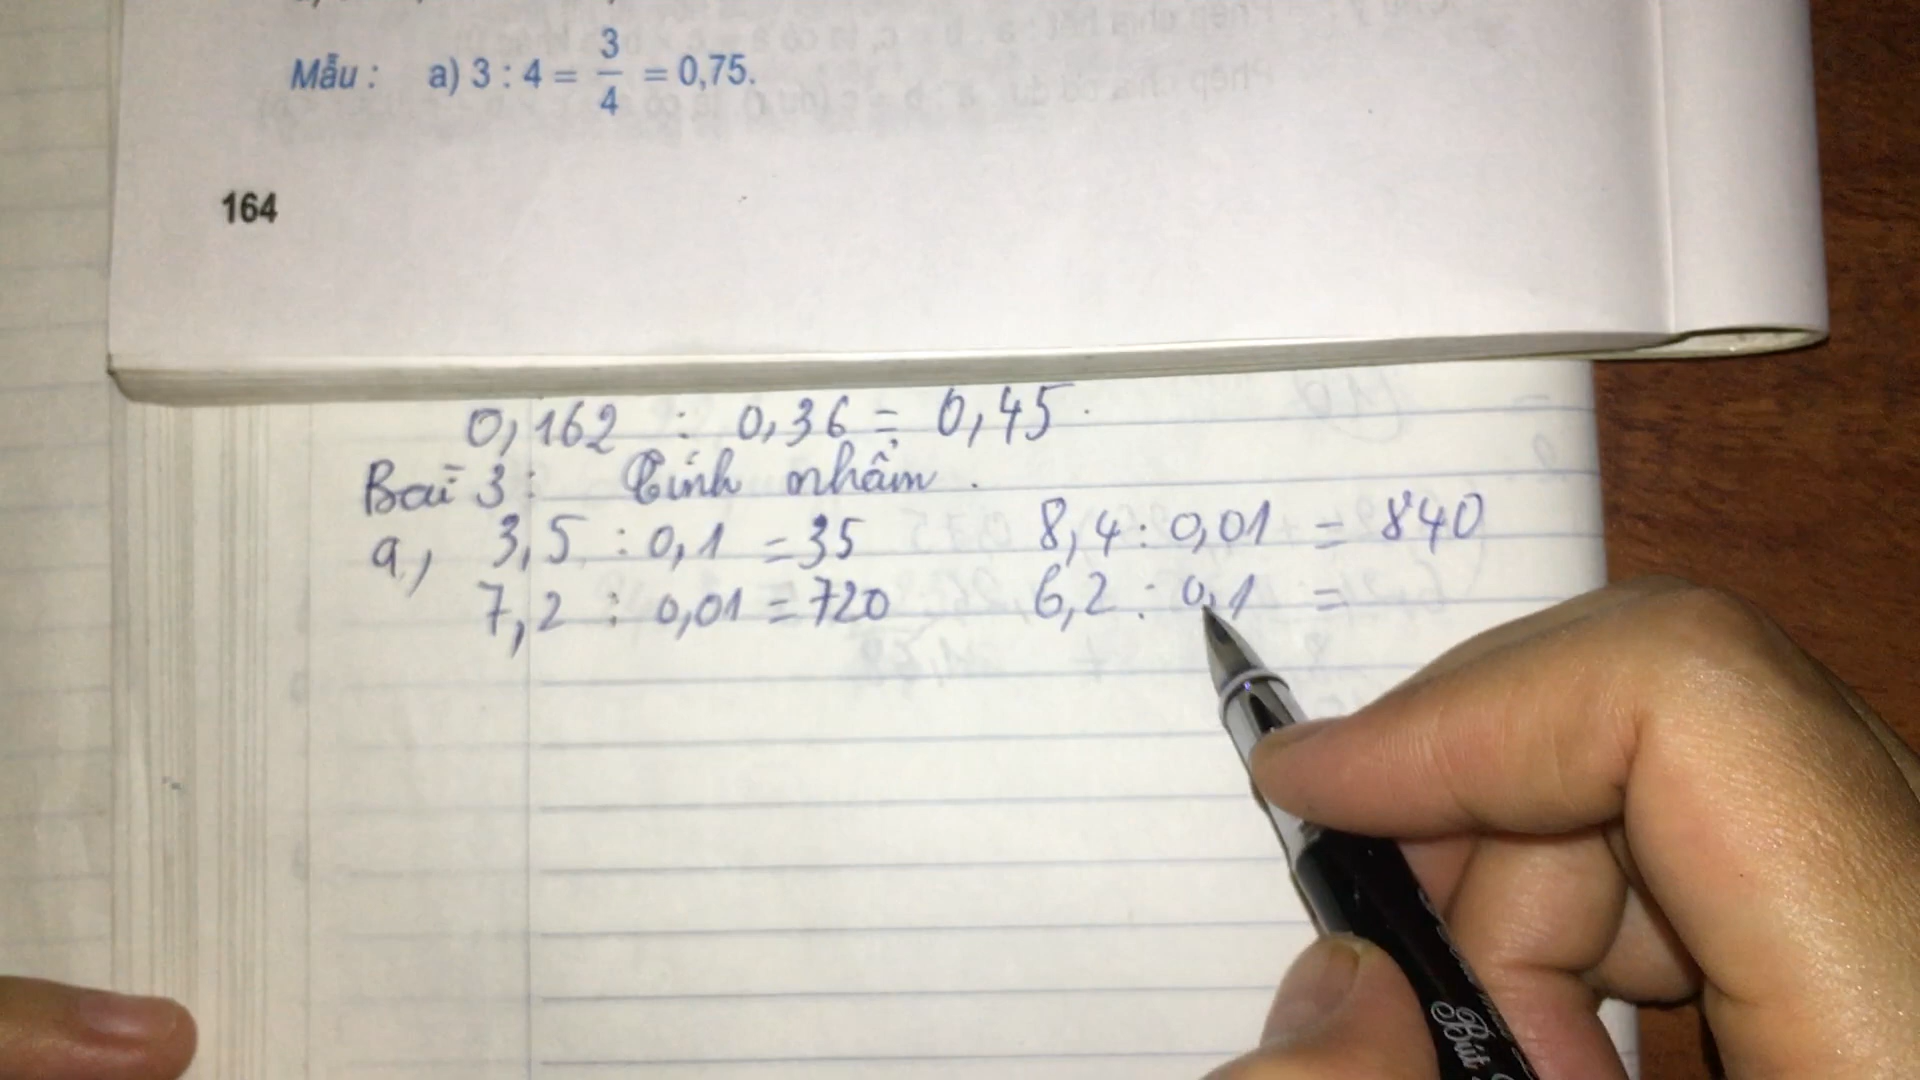 Mẫu : a) 3 : 4 = 3/4 = 0,75.
164
0,162 : 0,36 = 0,45.
Bài 3 : Tính nhẩm .
a, 3,5 : 0,1 = 35 8,4 : 0,01 = 840
7,2 : 0,01 = 720 6,2 : 0,1 =
Bút